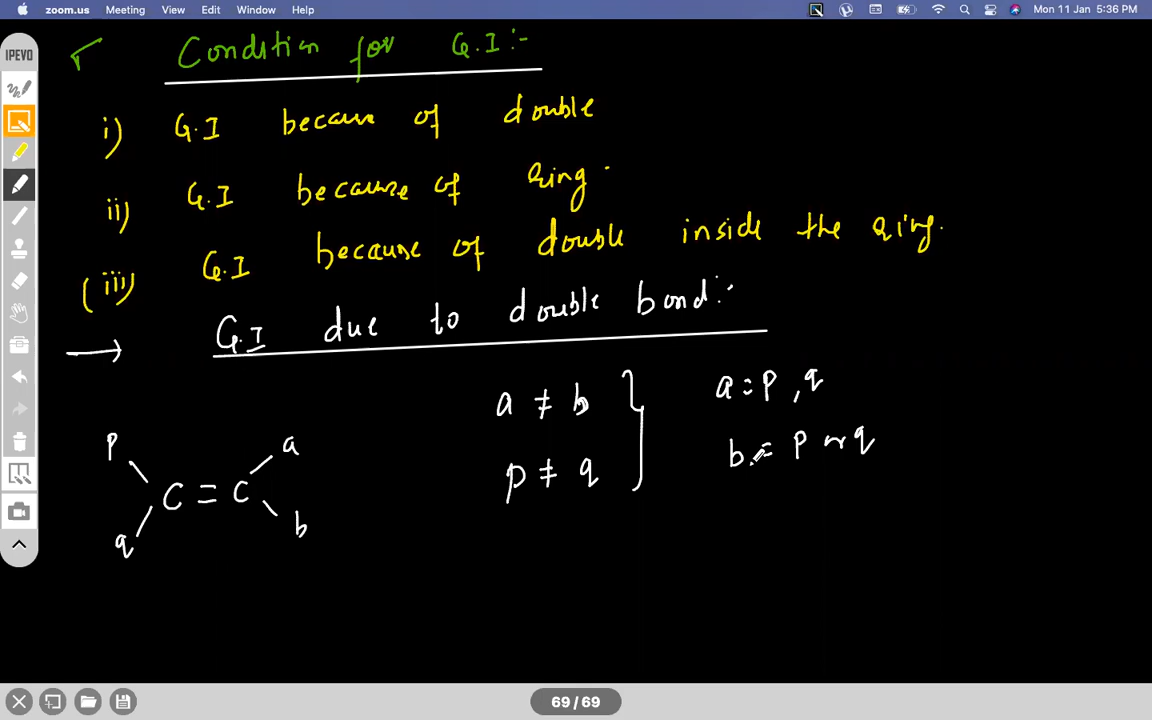 zoom.us Meeting View Edit Window Help Mon 11 Jan 5:36 PM
IPEVO
Condition for G.I :-
i) G.I because of double
ii) G.I because of ring.
(iii) G.I because of double inside the ring.
G.I due to double bond :-
a ≠ b
a = p, q
p ≠ q
b = p or q
p a
C = C
q b
69 / 69